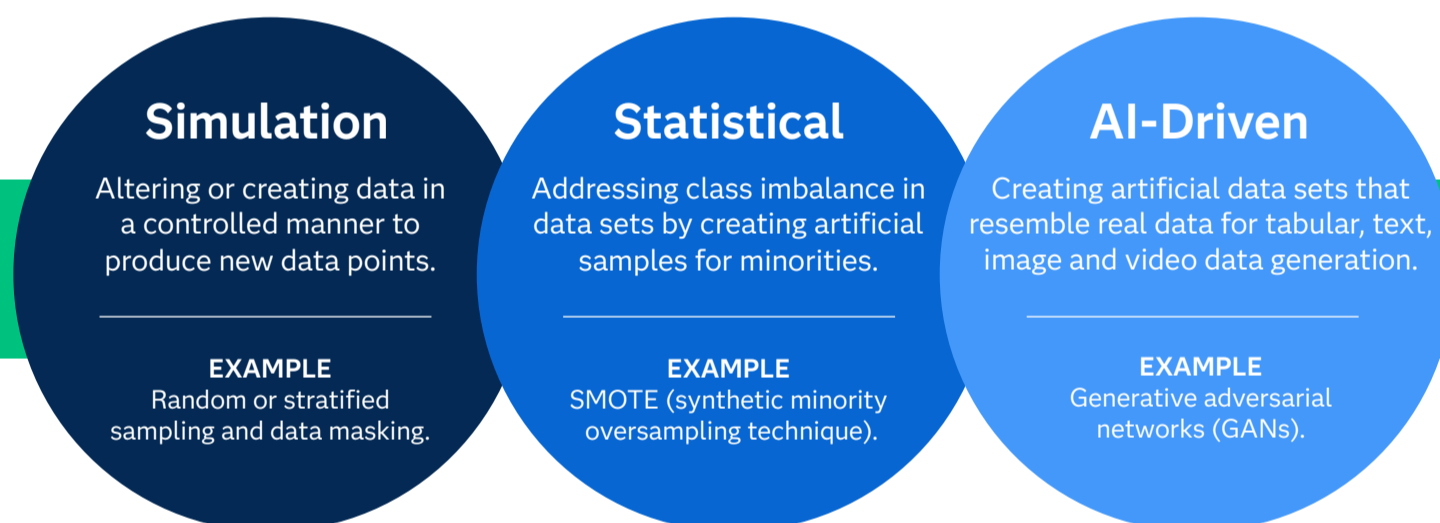 Simulation
Altering or creating data in
a controlled manner to
produce new data points.
EXAMPLE
Random or stratified
sampling and data masking.
Statistical
Addressing class imbalance in
data sets by creating artificial
samples for minorities.
EXAMPLE
SMOTE (synthetic minority
oversampling technique).
AI-Driven
Creating artificial data sets that
resemble real data for tabular, text,
image and video data generation.
EXAMPLE
Generative adversarial
networks (GANs).